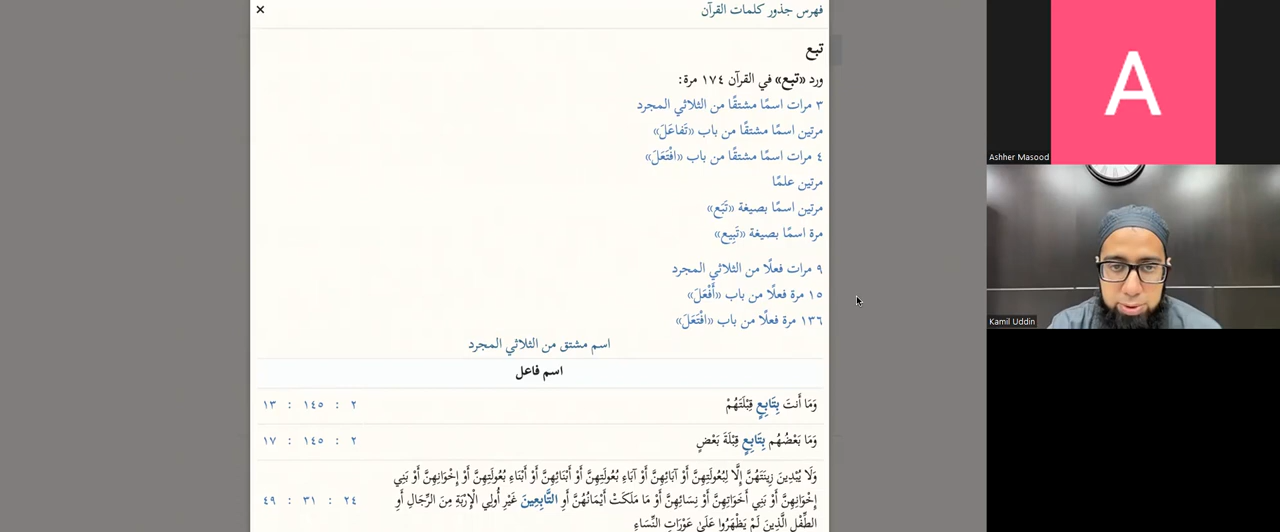 فهرس جذور كلمات القرآن
×
تبع
ورد «تبع» في القرآن ١٧٤ مرة:
٣ مرات اسمًا مشتقًا من الثلاثي المجرد
مرتين اسمًا مشتقًا من باب «تَفاعَلَ»
٤ مرات اسمًا مشتقًا من باب «افْتَعَلَ»
مرتين علمًا
مرتين اسمًا بصيغة «تَبَع»
مرة اسمًا بصيغة «تَبِيع»
٩ مرات فعلًا من الثلاثي المجرد
١٥ مرة فعلًا من باب «أَفْعَلَ»
١٣٦ مرة فعلًا من باب «افْتَعَلَ»
اسم مشتق من الثلاثي المجرد
اسم فاعل
وَمَا أَنتَ بِتَابِعٍ قِبْلَتَهُمْ ٢ : ١٤٥ : ١٣
وَمَا بَعْضُهُم بِتَابِعٍ قِبْلَةَ بَعْضٍ ٢ : ١٤٥ : ١٧
وَلَا يُبْدِينَ زِينَتَهُنَّ إِلَّا لِبُعُولَتِهِنَّ أَوْ آبَائِهِنَّ أَوْ آبَاءِ بُعُولَتِهِنَّ أَوْ أَبْنَائِهِنَّ أَوْ أَبْنَاءِ بُعُولَتِهِنَّ أَوْ إِخْوَانِهِنَّ أَوْ بَنِي
إِخْوَانِهِنَّ أَوْ بَنِي أَخَوَاتِهِنَّ أَوْ نِسَائِهِنَّ أَوْ مَا مَلَكَتْ أَيْمَانُهُنَّ أَوِ التَّابِعِينَ غَيْرِ أُولِي الْإِرْبَةِ مِنَ الرِّجَالِ أَوِ ٢٤ : ٣١ : ٤٩
الطِّفْلِ الَّذِينَ لَمْ يَظْهَرُوا عَلَىٰ عَوْرَاتِ النِّسَاءِ
A
Ashher Masood
Kamil Uddin